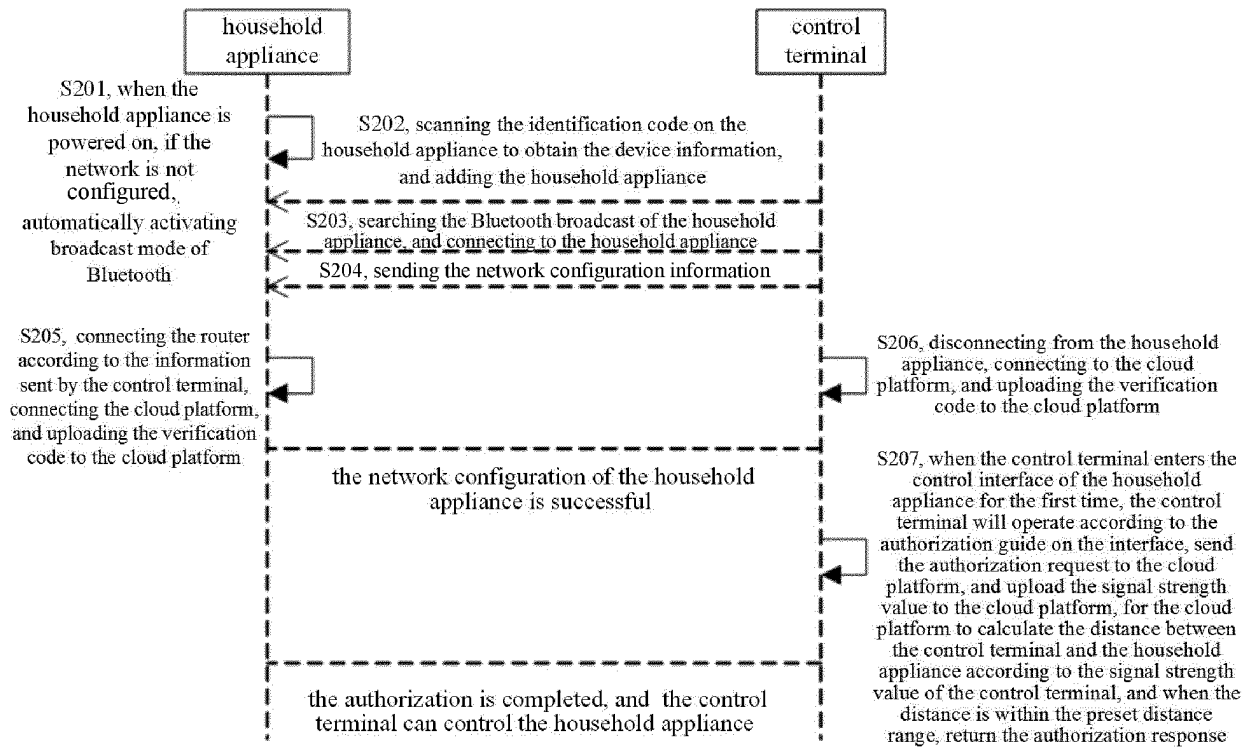 household
appliance
control
terminal
S201, when the
household appliance is
powered on, if the
network is not
configured,
automatically activating
broadcast mode of
Bluetooth
S202, scanning the identification code on the
household appliance to obtain the device information,
and adding the household appliance
S203, searching the Bluetooth broadcast of the household
appliance, and connecting to the household appliance
S204, sending the network configuration information
S205, connecting the router
according to the information
sent by the control terminal,
connecting the cloud platform,
and uploading the verification
code to the cloud platform
S206, disconnecting from the household
appliance, connecting to the cloud
platform, and uploading the verification
code to the cloud platform
the network configuration of the household
appliance is successful
S207, when the control terminal enters the
control interface of the household
appliance for the first time, the control
terminal will operate according to the
authorization guide on the interface, send
the authorization request to the cloud
platform, and upload the signal strength
value to the cloud platform, for the cloud
platform to calculate the distance between
the control terminal and the household
appliance according to the signal strength
value of the control terminal, and when the
distance is within the preset distance
range, return the authorization response
the authorization is completed, and the control
terminal can control the household appliance